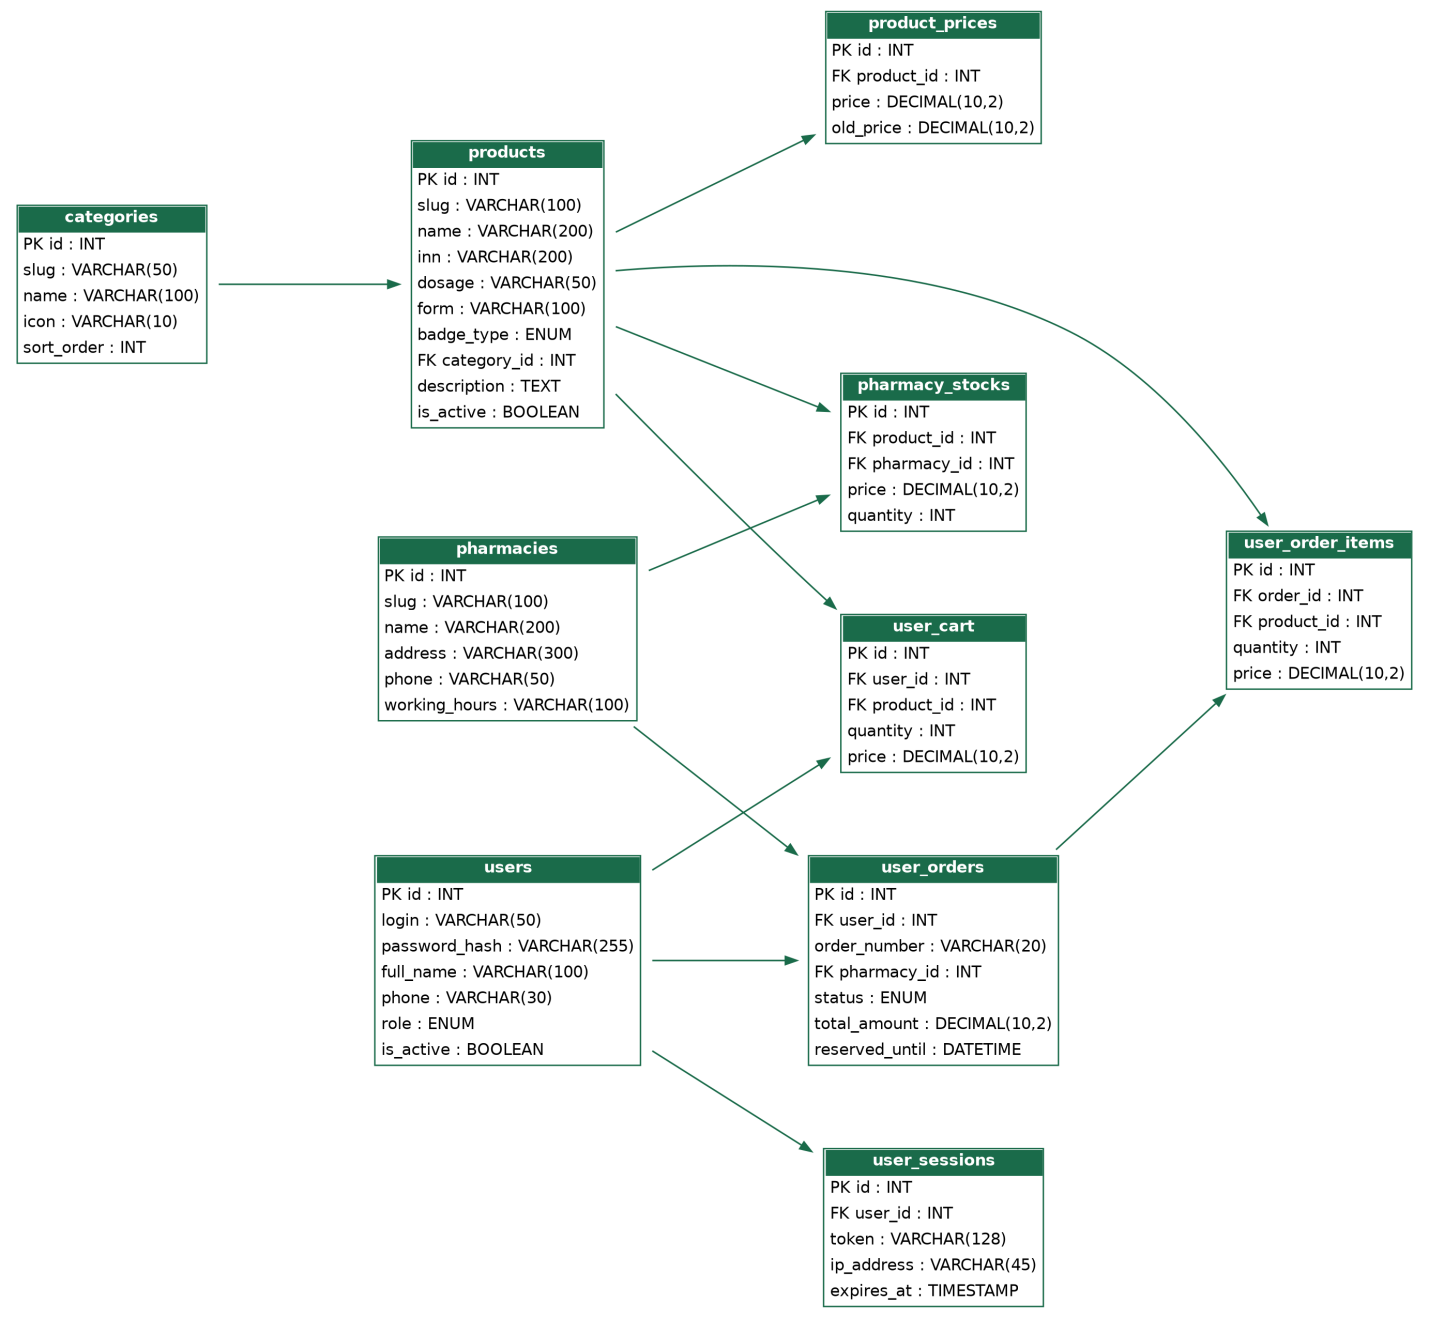 categories
PK id : INT
slug : VARCHAR(50)
name : VARCHAR(100)
icon : VARCHAR(10)
sort_order : INT
products
PK id : INT
slug : VARCHAR(100)
name : VARCHAR(200)
inn : VARCHAR(200)
dosage : VARCHAR(50)
form : VARCHAR(100)
badge_type : ENUM
FK category_id : INT
description : TEXT
is_active : BOOLEAN
pharmacies
PK id : INT
slug : VARCHAR(100)
name : VARCHAR(200)
address : VARCHAR(300)
phone : VARCHAR(50)
working_hours : VARCHAR(100)
users
PK id : INT
login : VARCHAR(50)
password_hash : VARCHAR(255)
full_name : VARCHAR(100)
phone : VARCHAR(30)
role : ENUM
is_active : BOOLEAN
product_prices
PK id : INT
FK product_id : INT
price : DECIMAL(10,2)
old_price : DECIMAL(10,2)
pharmacy_stocks
PK id : INT
FK product_id : INT
FK pharmacy_id : INT
price : DECIMAL(10,2)
quantity : INT
user_cart
PK id : INT
FK user_id : INT
FK product_id : INT
quantity : INT
price : DECIMAL(10,2)
user_orders
PK id : INT
FK user_id : INT
order_number : VARCHAR(20)
FK pharmacy_id : INT
status : ENUM
total_amount : DECIMAL(10,2)
reserved_until : DATETIME
user_sessions
PK id : INT
FK user_id : INT
token : VARCHAR(128)
ip_address : VARCHAR(45)
expires_at : TIMESTAMP
user_order_items
PK id : INT
FK order_id : INT
FK product_id : INT
quantity : INT
price : DECIMAL(10,2)